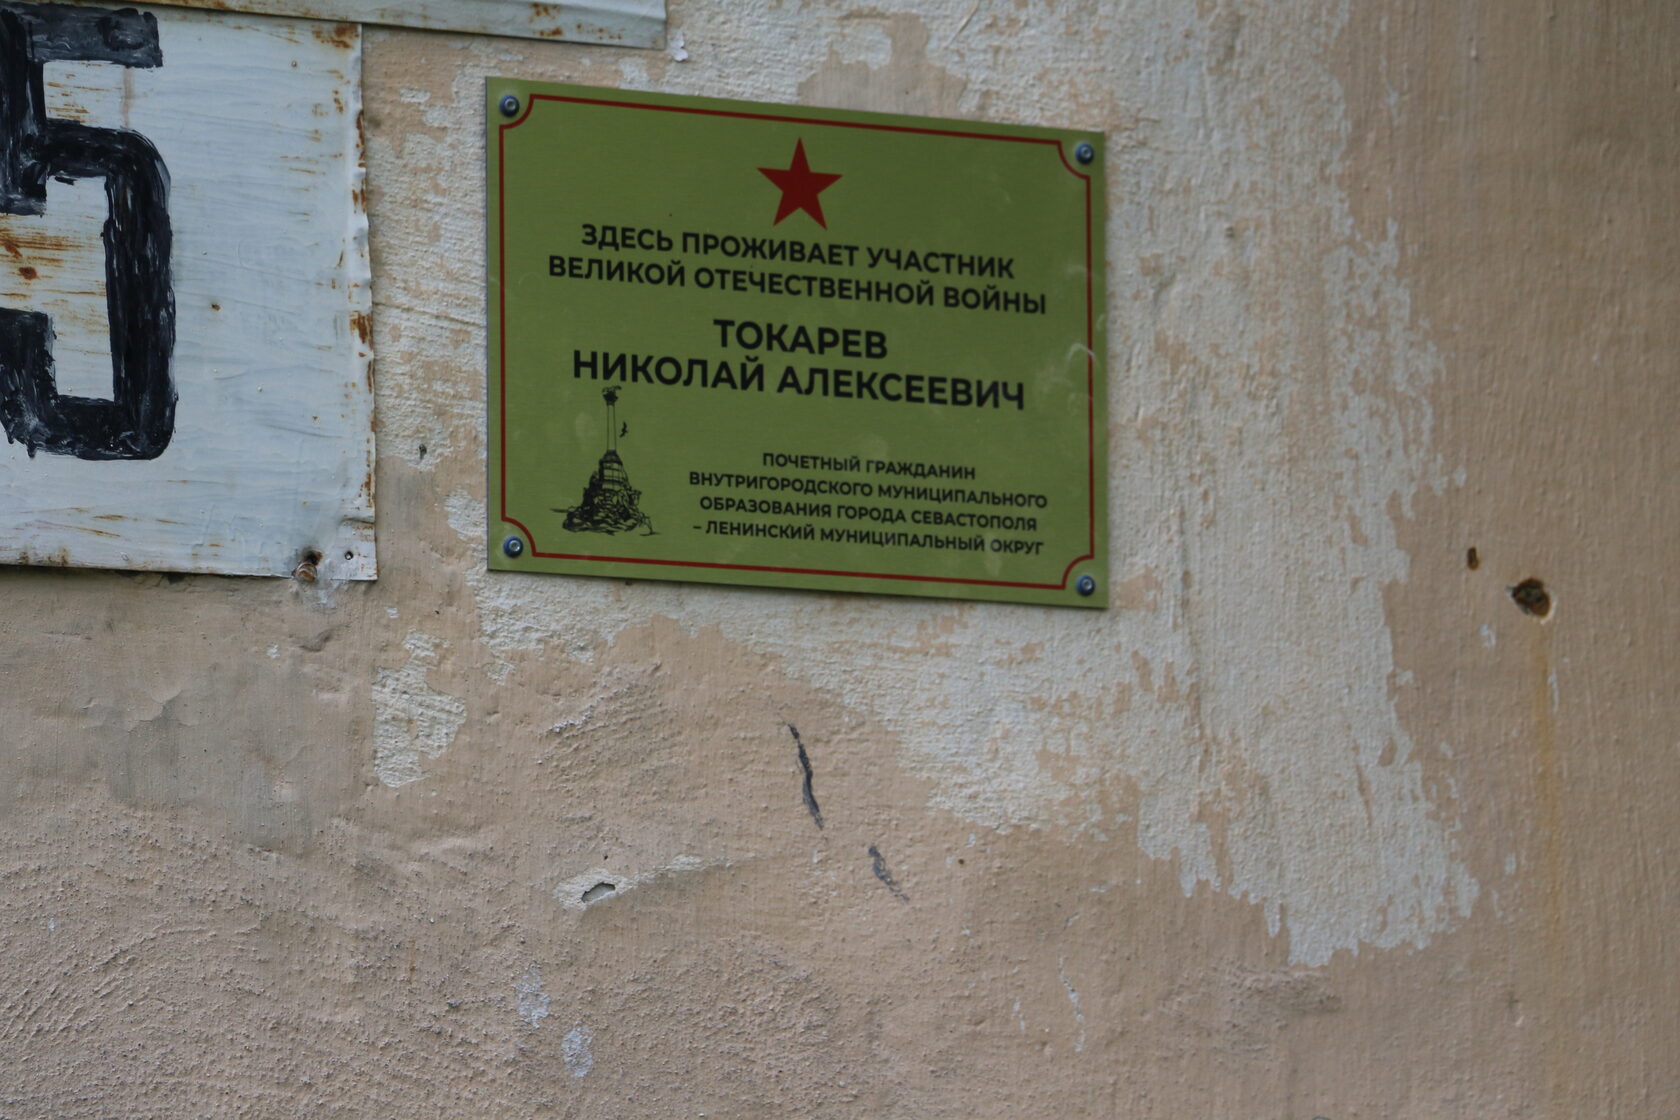 5
ЗДЕСЬ ПРОЖИВАЕТ УЧАСТНИК
ВЕЛИКОЙ ОТЕЧЕСТВЕННОЙ ВОЙНЫ
ТОКАРЕВ
НИКОЛАЙ АЛЕКСЕЕВИЧ
ПОЧЕТНЫЙ ГРАЖДАНИН
ВНУТРИГОРОДСКОГО МУНИЦИПАЛЬНОГО
ОБРАЗОВАНИЯ ГОРОДА СЕВАСТОПОЛЯ
– ЛЕНИНСКИЙ МУНИЦИПАЛЬНЫЙ ОКРУГ